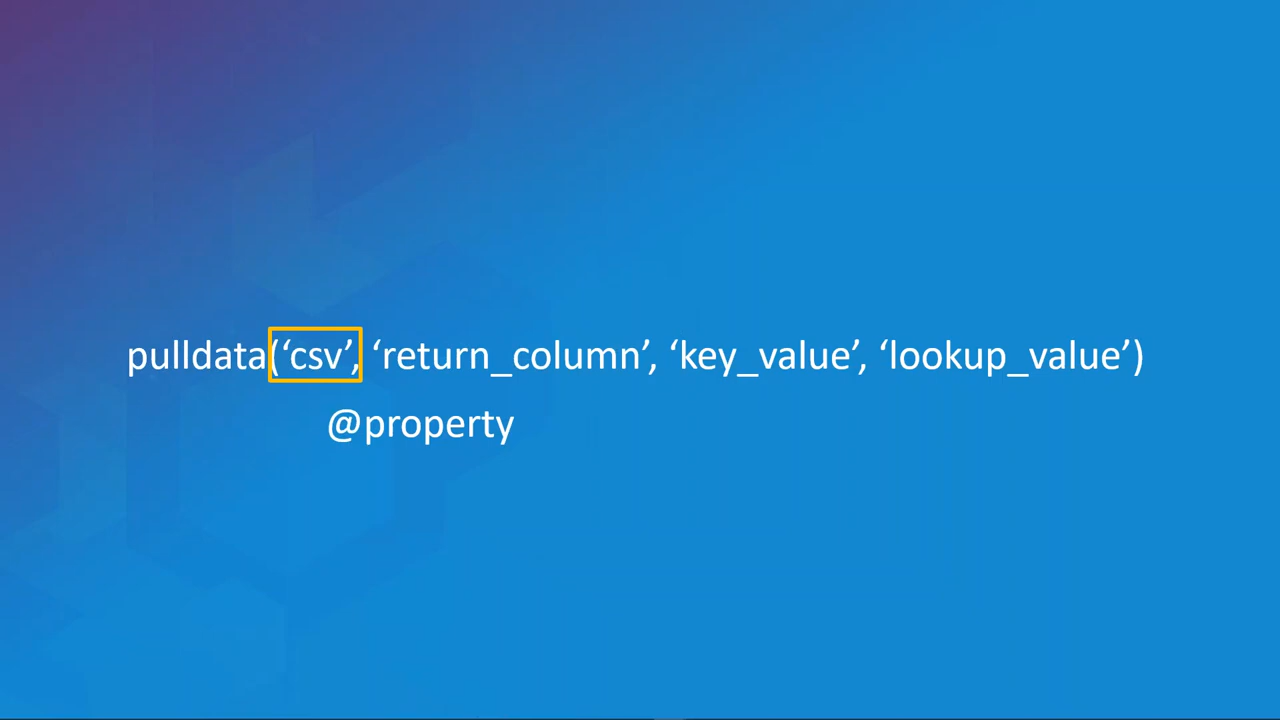 pulldata(‘csv’, ‘return_column’, ‘key_value’, ‘lookup_value’)
@property